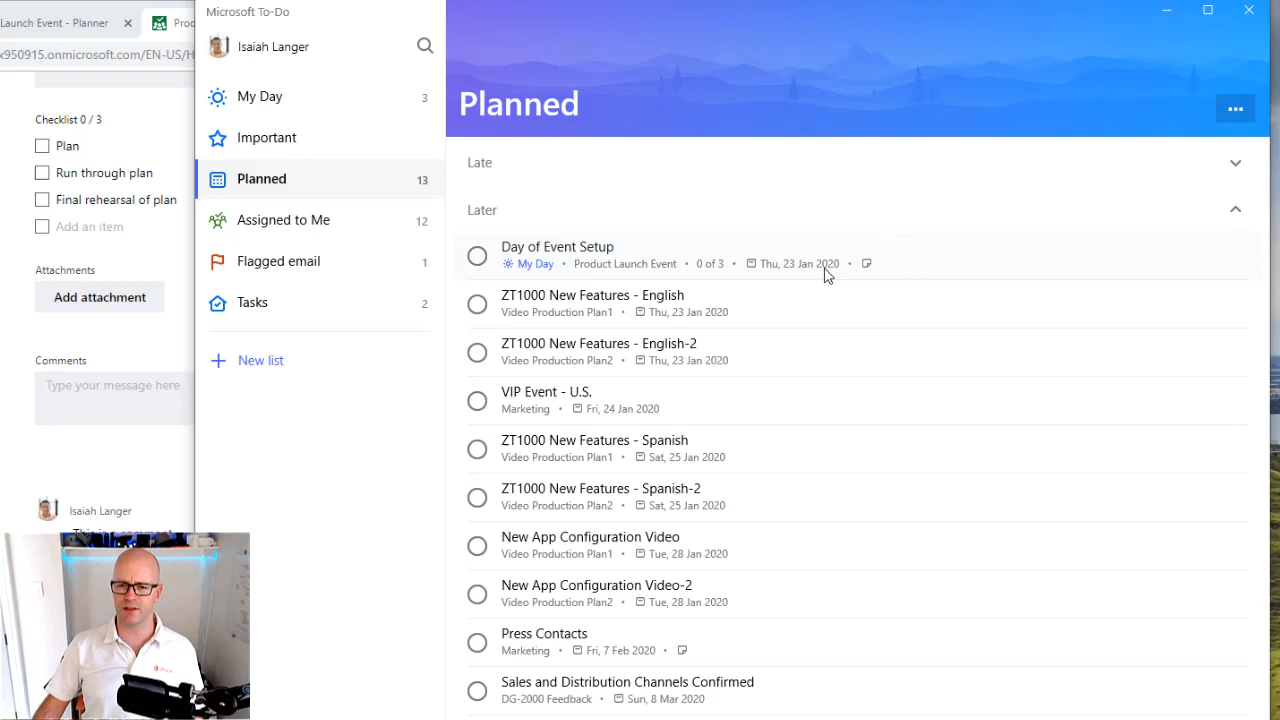 Launch Event - Planner
Prod
x950915.onmicrosoft.com/EN-US/H
Checklist 0 / 3
Plan
Run through plan
Final rehearsal of plan
Add an item
Attachments
Add attachment
Comments
Type your message here
Isaiah Langer
This is a comment
Microsoft To-Do
Isaiah Langer
My Day 3
Important
Planned 13
Assigned to Me 12
Flagged email 1
Tasks 2
New list
Planned
Late
Later
Day of Event Setup
My Day • Product Launch Event • 0 of 3 • Thu, 23 Jan 2020 •
ZT1000 New Features - English
Video Production Plan1 • Thu, 23 Jan 2020
ZT1000 New Features - English-2
Video Production Plan2 • Thu, 23 Jan 2020
VIP Event - U.S.
Marketing • Fri, 24 Jan 2020
ZT1000 New Features - Spanish
Video Production Plan1 • Sat, 25 Jan 2020
ZT1000 New Features - Spanish-2
Video Production Plan2 • Sat, 25 Jan 2020
New App Configuration Video
Video Production Plan1 • Tue, 28 Jan 2020
New App Configuration Video-2
Video Production Plan2 • Tue, 28 Jan 2020
Press Contacts
Marketing • Fri, 7 Feb 2020 •
Sales and Distribution Channels Confirmed
DG-2000 Feedback • Sun, 8 Mar 2020